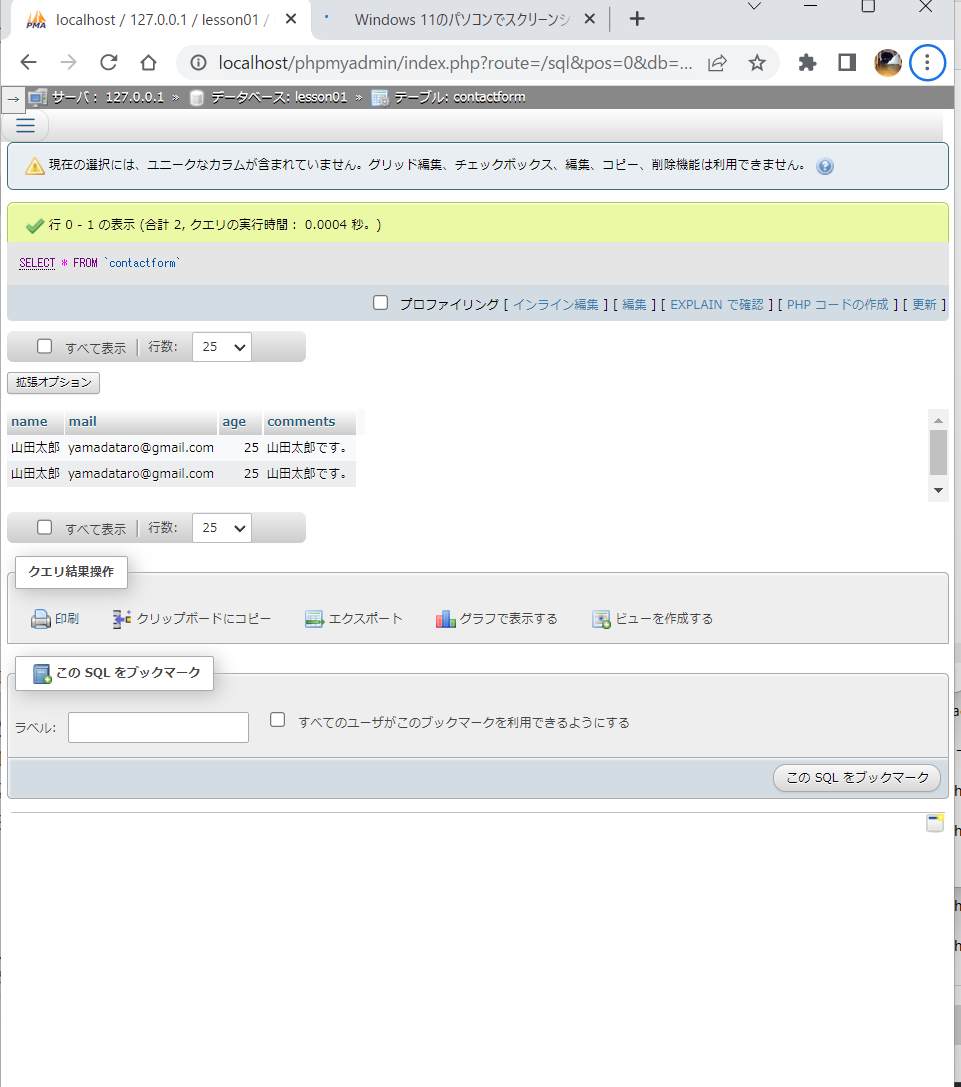 localhost / 127.0.0.1 / lesson01 /
Windows 11のパソコンでスクリーンシ
localhost/phpmyadmin/index.php?route=/sql&pos=0&db=...
サーバ: 127.0.0.1 » データベース: lesson01 » テーブル: contactform
現在の選択には、ユニークなカラムが含まれていません。グリッド編集、チェックボックス、編集、コピー、削除機能は利用できません。
行 0 - 1 の表示 (合計 2, クエリの実行時間: 0.0004 秒。)
SELECT * FROM `contactform`
プロファイリング [ インライン編集 ] [ 編集 ] [ EXPLAIN で確認 ] [ PHP コードの作成 ] [ 更新 ]
すべて表示 | 行数: 25
拡張オプション
name mail age comments
山田太郎 yamadataro@gmail.com 25 山田太郎です。
山田太郎 yamadataro@gmail.com 25 山田太郎です。
すべて表示 | 行数: 25
クエリ結果操作
印刷 クリップボードにコピー エクスポート グラフで表示する ビューを作成する
この SQL をブックマーク
ラベル: すべてのユーザがこのブックマークを利用できるようにする
この SQL をブックマーク